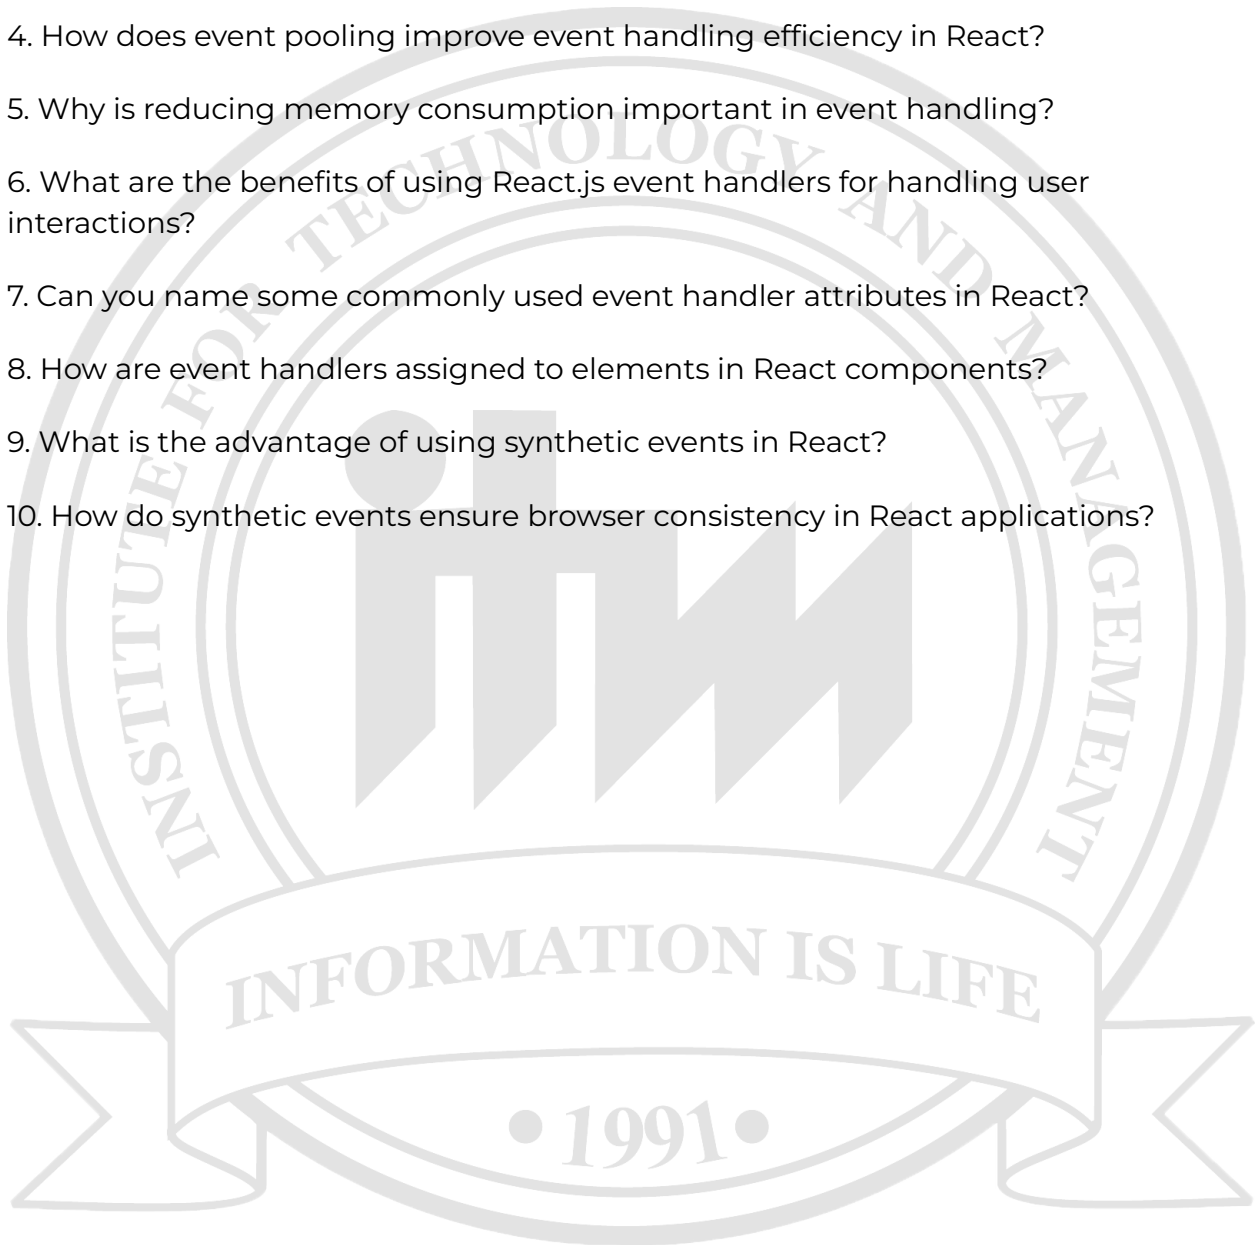 4. How does event pooling improve event handling efficiency in React?
5. Why is reducing memory consumption important in event handling?
6. What are the benefits of using React.js event handlers for handling user
interactions?
7. Can you name some commonly used event handler attributes in React?
8. How are event handlers assigned to elements in React components?
9. What is the advantage of using synthetic events in React?
10. How do synthetic events ensure browser consistency in React applications?
INSTITUTE FOR TECHNOLOGY AND MANAGEMENT
itm
INFORMATION IS LIFE
• 1991 •